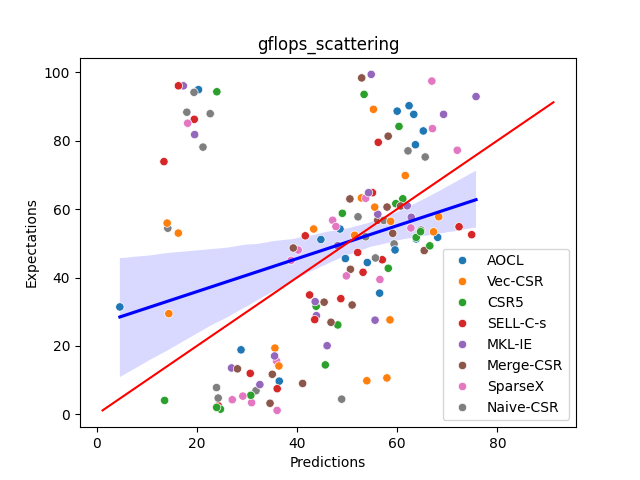 gflops_scattering
Expectations
100
80
60
40
20
0
0 20 40 60 80
Predictions
AOCL
Vec-CSR
CSR5
SELL-C-s
MKL-IE
Merge-CSR
SparseX
Naive-CSR